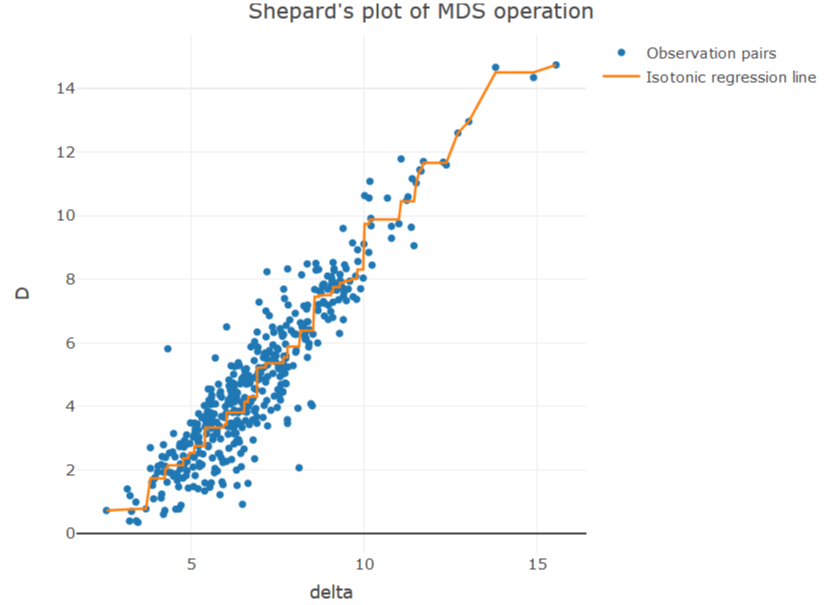 Shepard's plot of MDS operation
Observation pairs
Isotonic regression line
14
12
10
8
6
4
2
0
D
5
10
15
delta